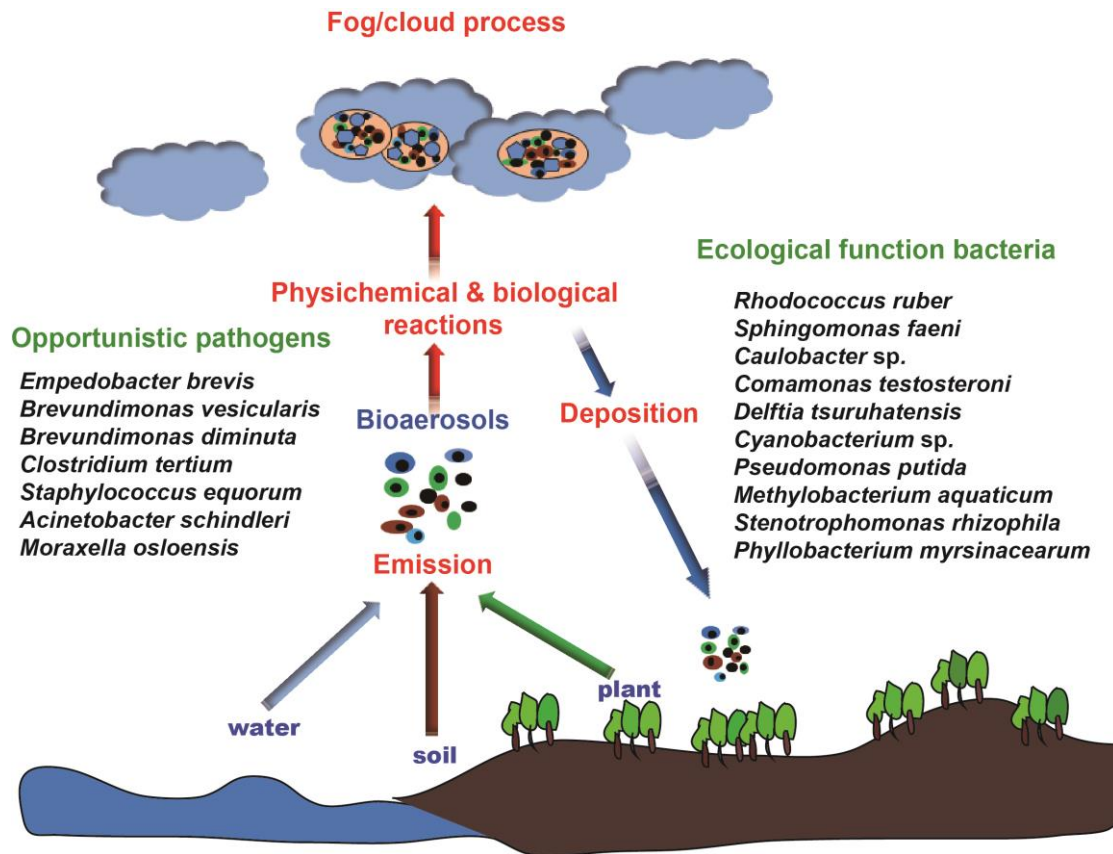 Fog/cloud process
Physichemical & biological
reactions
Opportunistic pathogens
Empedobacter brevis
Brevundimonas vesicularis
Brevundimonas diminuta
Clostridium tertium
Staphylococcus equorum
Acinetobacter schindleri
Moraxella osloensis
Bioaerosols
Emission
Deposition
Ecological function bacteria
Rhodococcus ruber
Sphingomonas faeni
Caulobacter sp.
Comamonas testosteroni
Delftia tsuruhatensis
Cyanobacterium sp.
Pseudomonas putida
Methylobacterium aquaticum
Stenotrophomonas rhizophila
Phyllobacterium myrsinacearum
water
soil
plant